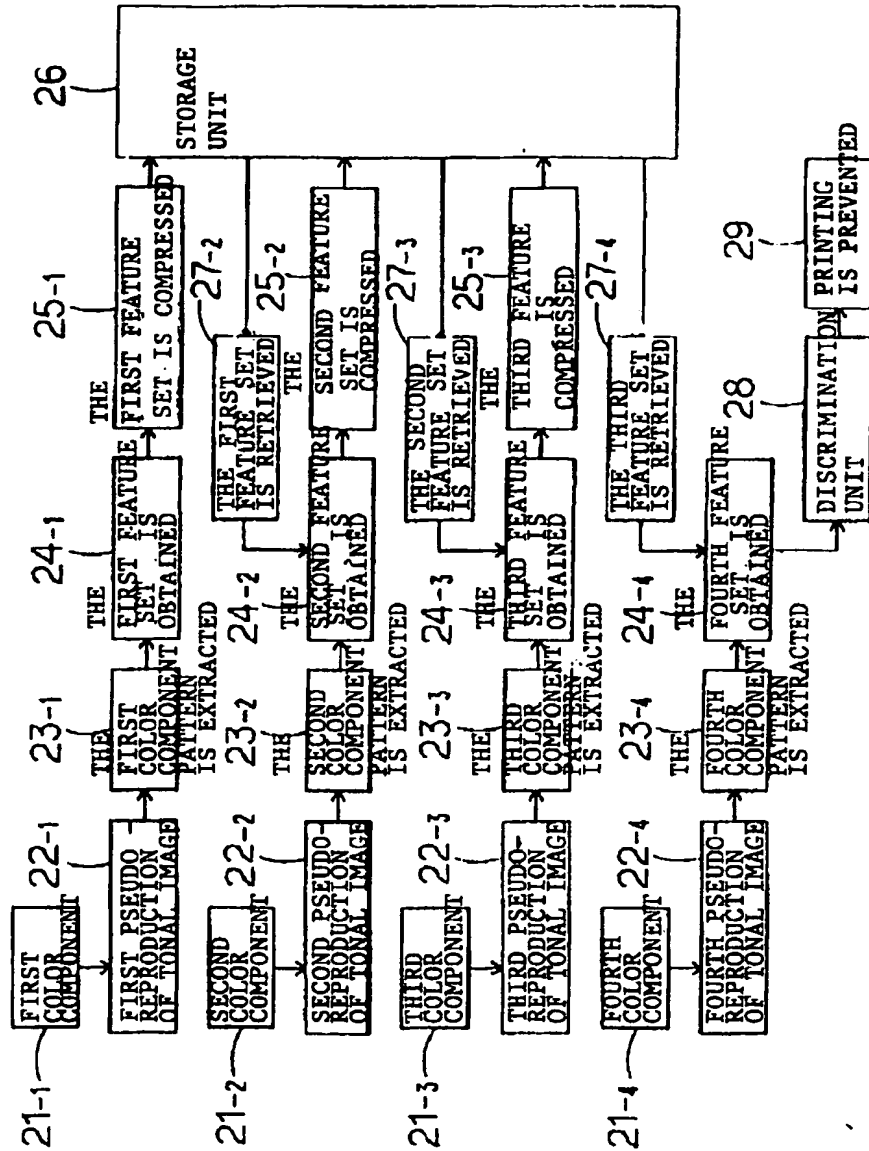 21-1
FIRST
COLOR
COMPONENT
22-1
FIRST PSEUDO-
REPRODUCTION
OF TONAL IMAGE
23-1
THE
FIRST
COLOR
COMPONENT
PATTERN
IS EXTRACTED
24-1
THE
FIRST FEATURE
SET IS
OBTAINED
25-1
THE
FIRST FEATURE
SET IS COMPRESSED
26
STORAGE
UNIT
27-2
THE FIRST
FEATURE SET
IS RETRIEVED
21-2
SECOND
COLOR
COMPONENT
22-2
SECOND PSEUDO-
REPRODUCTION
OF TONAL IMAGE
23-2
THE
SECOND
COLOR
COMPONENT
PATTERN
IS EXTRACTED
24-2
THE
SECOND FEATURE
SET IS
OBTAINED
25-2
THE
SECOND FEATURE
SET IS
COMPRESSED
27-3
THE SECOND
FEATURE SET
IS RETRIEVED
21-3
THIRD
COLOR
COMPONENT
22-3
THIRD PSEUDO-
REPRODUCTION
OF TONAL IMAGE
23-3
THE
THIRD
COLOR
COMPONENT
PATTERN
IS EXTRACTED
24-3
THE
THIRD FEATURE
SET IS
OBTAINED
25-3
THE
THIRD FEATURE
IS
COMPRESSED
27-4
THE THIRD
FEATURE SET
IS RETRIEVED
21-4
FOURTH
COLOR
COMPONENT
22-4
FOURTH PSEUDO-
REPRODUCTION
OF TONAL IMAGE
23-4
THE
FOURTH
COLOR
COMPONENT
PATTERN
IS EXTRACTED
24-4
THE
FOURTH FEATURE
SET IS
OBTAINED
28
DISCRIMINATION
UNIT
29
PRINTING
IS PREVENTED